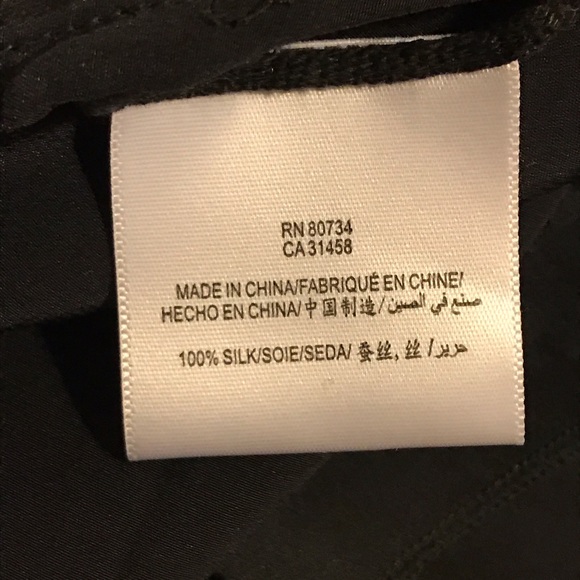 RN 80734
CA 31458
MADE IN CHINA/FABRIQUÉ EN CHINE/
HECHO EN CHINA/中国制造/صنع في الصين/
100% SILK/SOIE/SEDA/ 蚕丝, 丝 /حرير